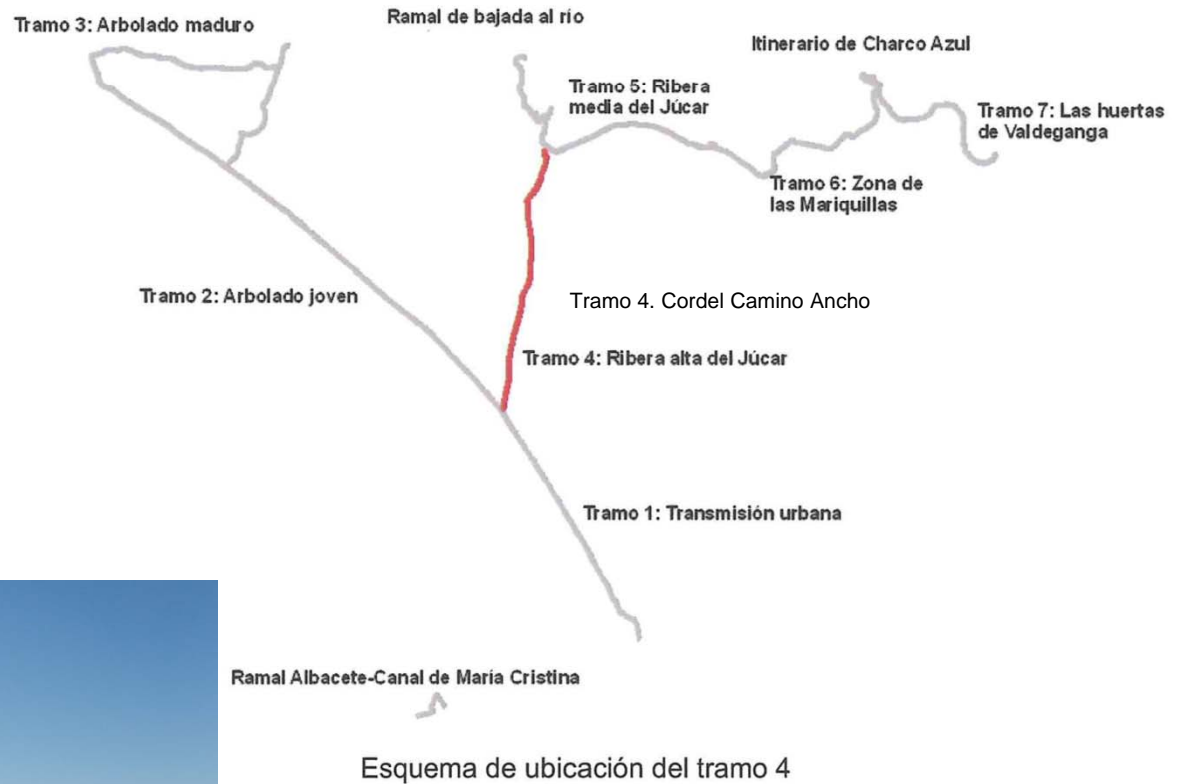 Ramal de bajada al río
Tramo 3: Arbolado maduro
Itinerario de Charco Azul
Tramo 5: Ribera
media del Júcar
Tramo 7: Las huertas
de Valdeganga
Tramo 6: Zona de
las Mariquillas
Tramo 2: Arbolado joven
Tramo 4. Cordel Camino Ancho
Tramo 4: Ribera alta del Júcar
Tramo 1: Transmisión urbana
Ramal Albacete-Canal de María Cristina
Esquema de ubicación del tramo 4